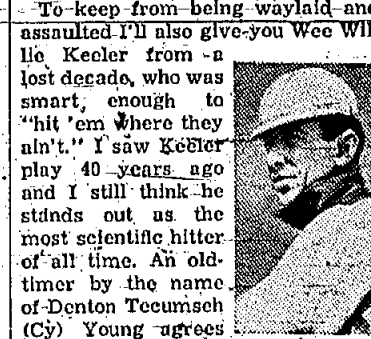 To keep from being waylaid and
assaulted I'll also give you Wee Wil
lie Keeler from a
lost decade, who was
smart, enough to
"hit 'em where they
ain't." I saw Keeler
play 40 years ago
and I still think he
stands out as the
most scientific hitter
of all time. An old-
timer by the name
of Denton Tecumseh
(Cy) Young agrees